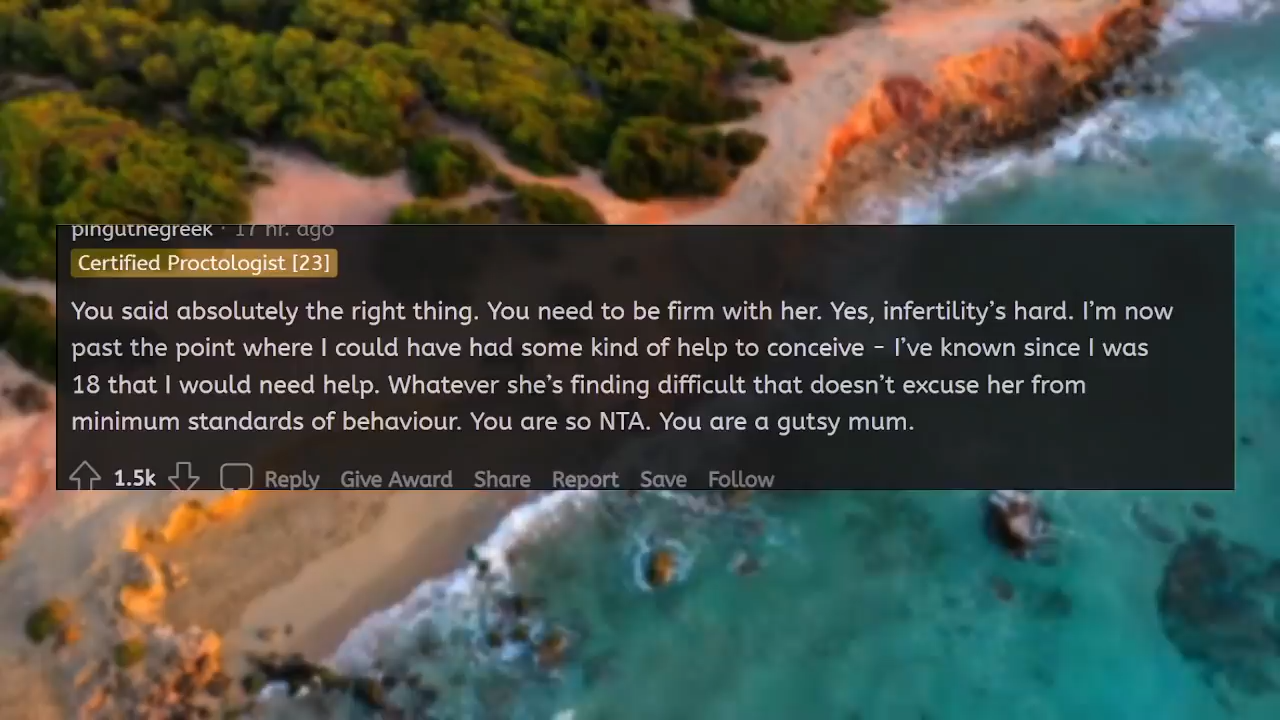 pinguthegreek · 17 hr. ago
Certified Proctologist [23]
You said absolutely the right thing. You need to be firm with her. Yes, infertility’s hard. I’m now
past the point where I could have had some kind of help to conceive - I’ve known since I was
18 that I would need help. Whatever she’s finding difficult that doesn’t excuse her from
minimum standards of behaviour. You are so NTA. You are a gutsy mum.
1.5k Reply Give Award Share Report Save Follow